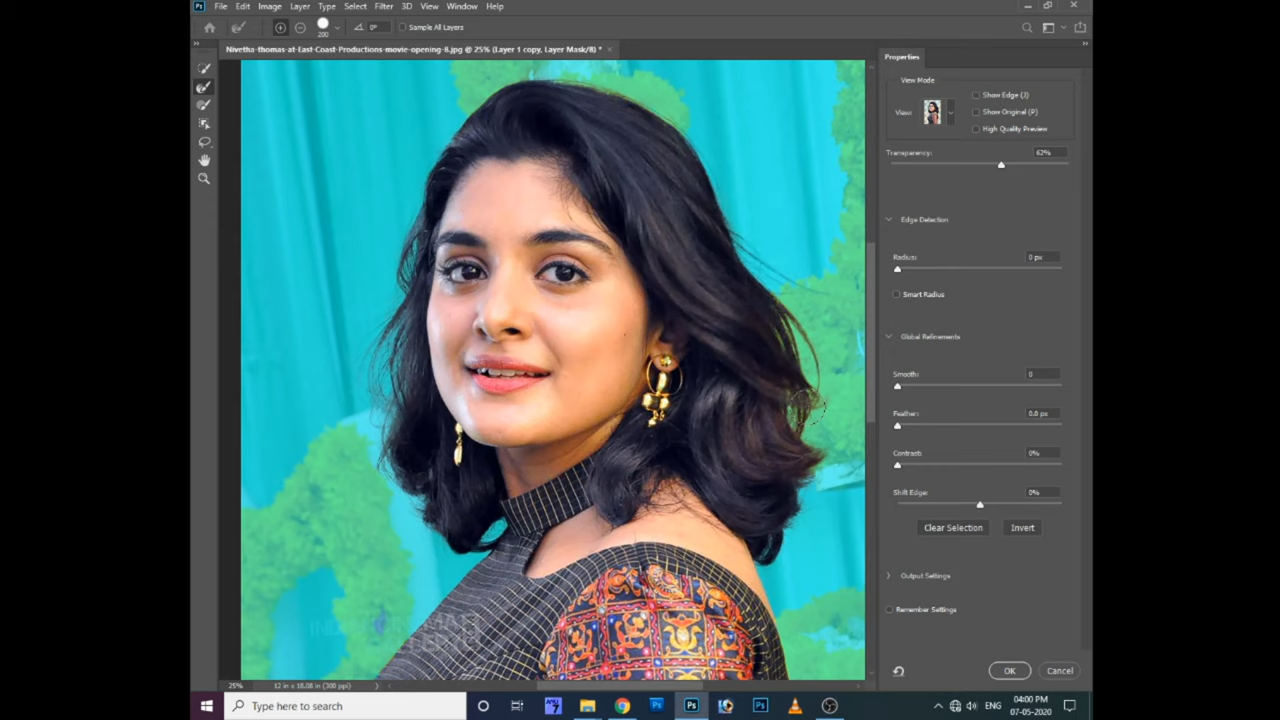 File Edit Image Layer Type Select Filter 3D View Window Help
200 0° Sample All Layers
Nivetha-thomas-at-East-Coast-Productions-movie-opening-8.jpg @ 25% (Layer 1 copy, Layer Mask/8) *
Properties
View Mode
Show Edge (J)
View:
Show Original (P)
High Quality Preview
Transparency: 62%
Edge Detection
Radius: 0 px
Smart Radius
Global Refinements
Smooth: 0
Feather: 0.0 px
Contrast: 0%
Shift Edge: 0%
Clear Selection Invert
Output Settings
Remember Settings
OK Cancel
25% 12 in x 18.08 in (300 ppi)
Type here to search
ENG
04:00 PM
07-05-2020